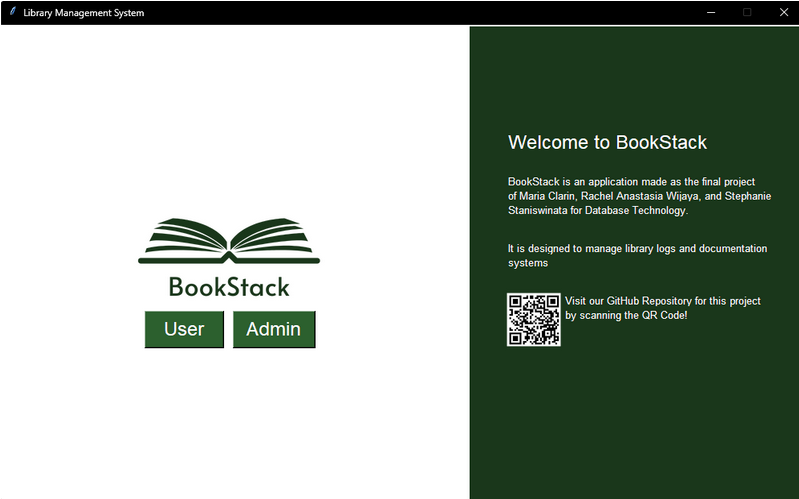 Library Management System
BookStack
User
Admin
Welcome to BookStack
BookStack is an application made as the final project
of Maria Clarin, Rachel Anastasia Wijaya, and Stephanie
Staniswinata for Database Technology.
It is designed to manage library logs and documentation
systems
Visit our GitHub Repository for this project
by scanning the QR Code!